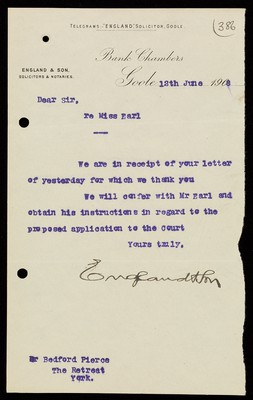 TELEGRAMS "ENGLAND, SOLICITOR, GOOLE.
386
Bank Chambers
ENGLAND & SON.
SOLICITORS & NOTARIES.
Goole 12th June 190
Dear Sir,
re Miss Earl
We are in receipt of your letter
of yesterday for which we thank you
We will confer with Mr Earl and
obtain his instructions in regard to the
proposed application to the Court
Yours truly,
England & Son
Mr Bedford Pierce
The Retreat
York.